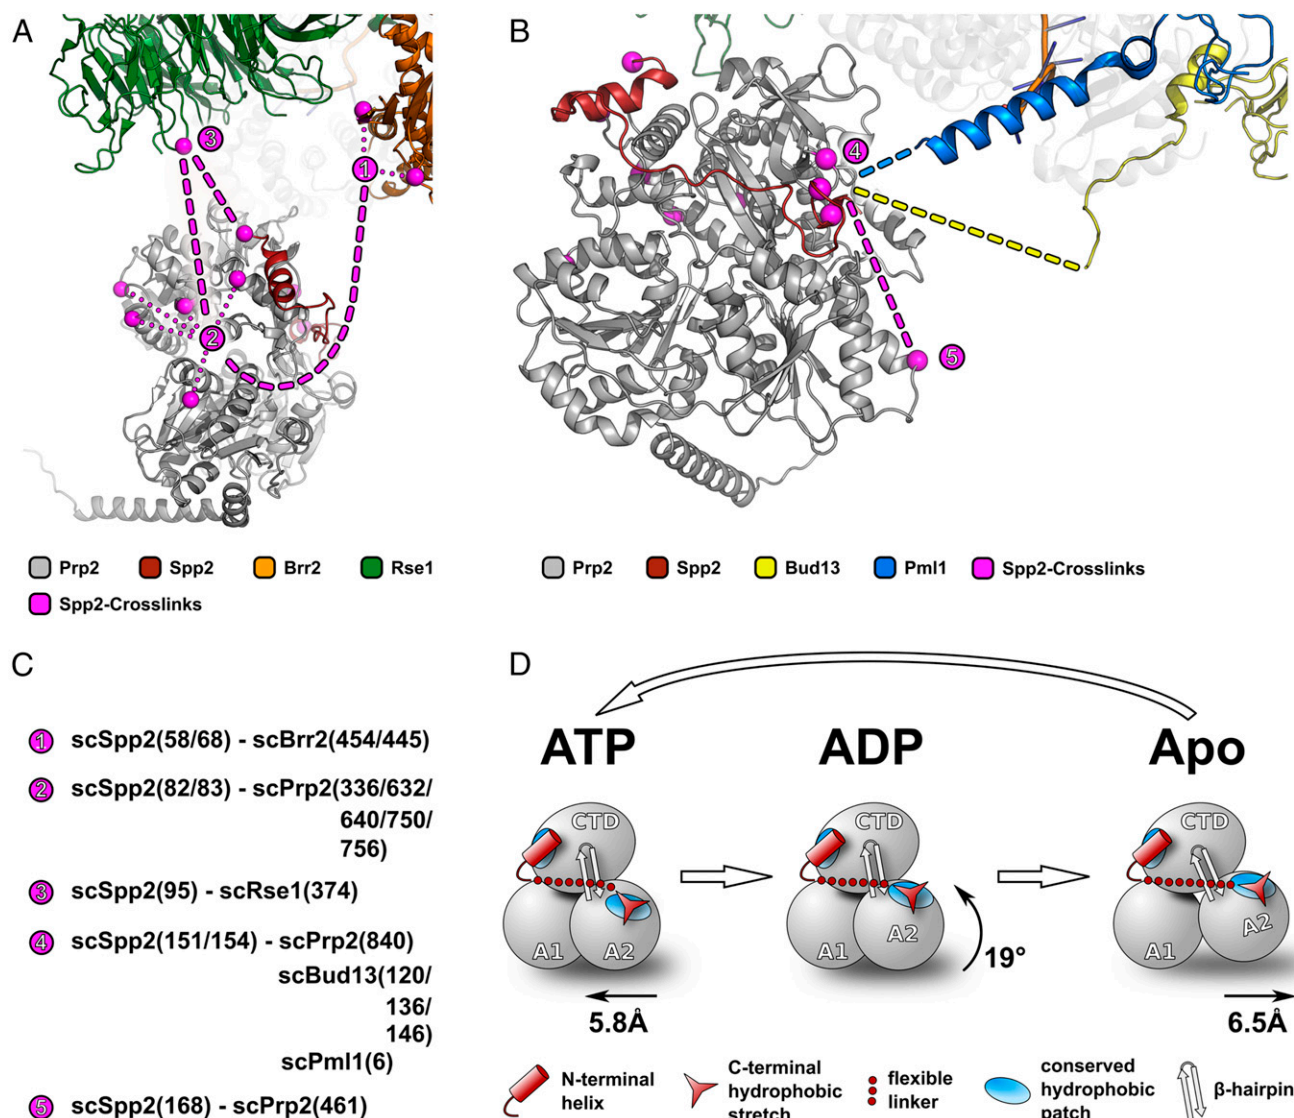 A
B
3
1
2
4
5
Prp2
Spp2
Brr2
Rse1
Spp2-Crosslinks
Prp2
Spp2
Bud13
Pml1
Spp2-Crosslinks
C
1 scSpp2(58/68) - scBrr2(454/445)
2 scSpp2(82/83) - scPrp2(336/632/
640/750/
756)
3 scSpp2(95) - scRse1(374)
4 scSpp2(151/154) - scPrp2(840)
scBud13(120/
136/
146)
scPml1(6)
5 scSpp2(168) - scPrp2(461)
D
ATP
ADP
Apo
CTD
A1
A2
5.8Å
CTD
A1
A2
19°
CTD
A1
A2
6.5Å
N-terminal
helix
C-terminal
hydrophobic
stretch
flexible
linker
conserved
hydrophobic
patch
β-hairpin